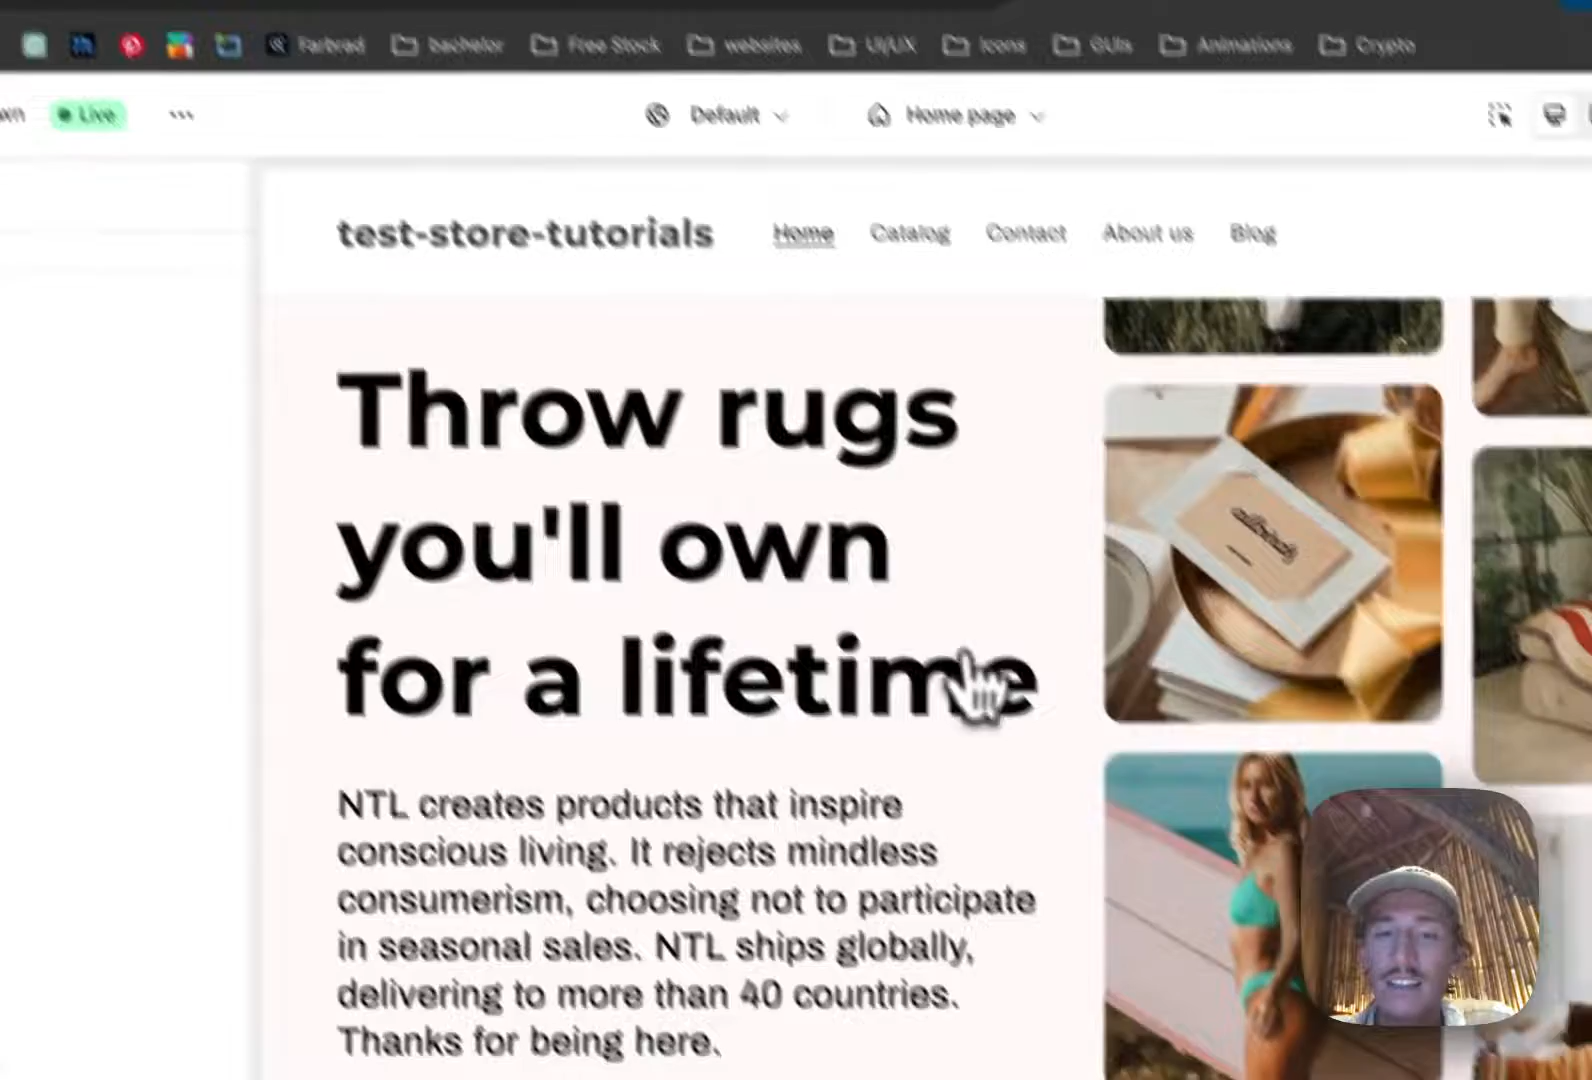 Farbrad bachelor Free Stock websites UI/UX Icons GUIs Animations Crypto
Live ... Default Home page
test-store-tutorials Home Catalog Contact About us Blog
Throw rugs
you'll own
for a lifetime
NTL creates products that inspire
conscious living. It rejects mindless
consumerism, choosing not to participate
in seasonal sales. NTL ships globally,
delivering to more than 40 countries.
Thanks for being here.